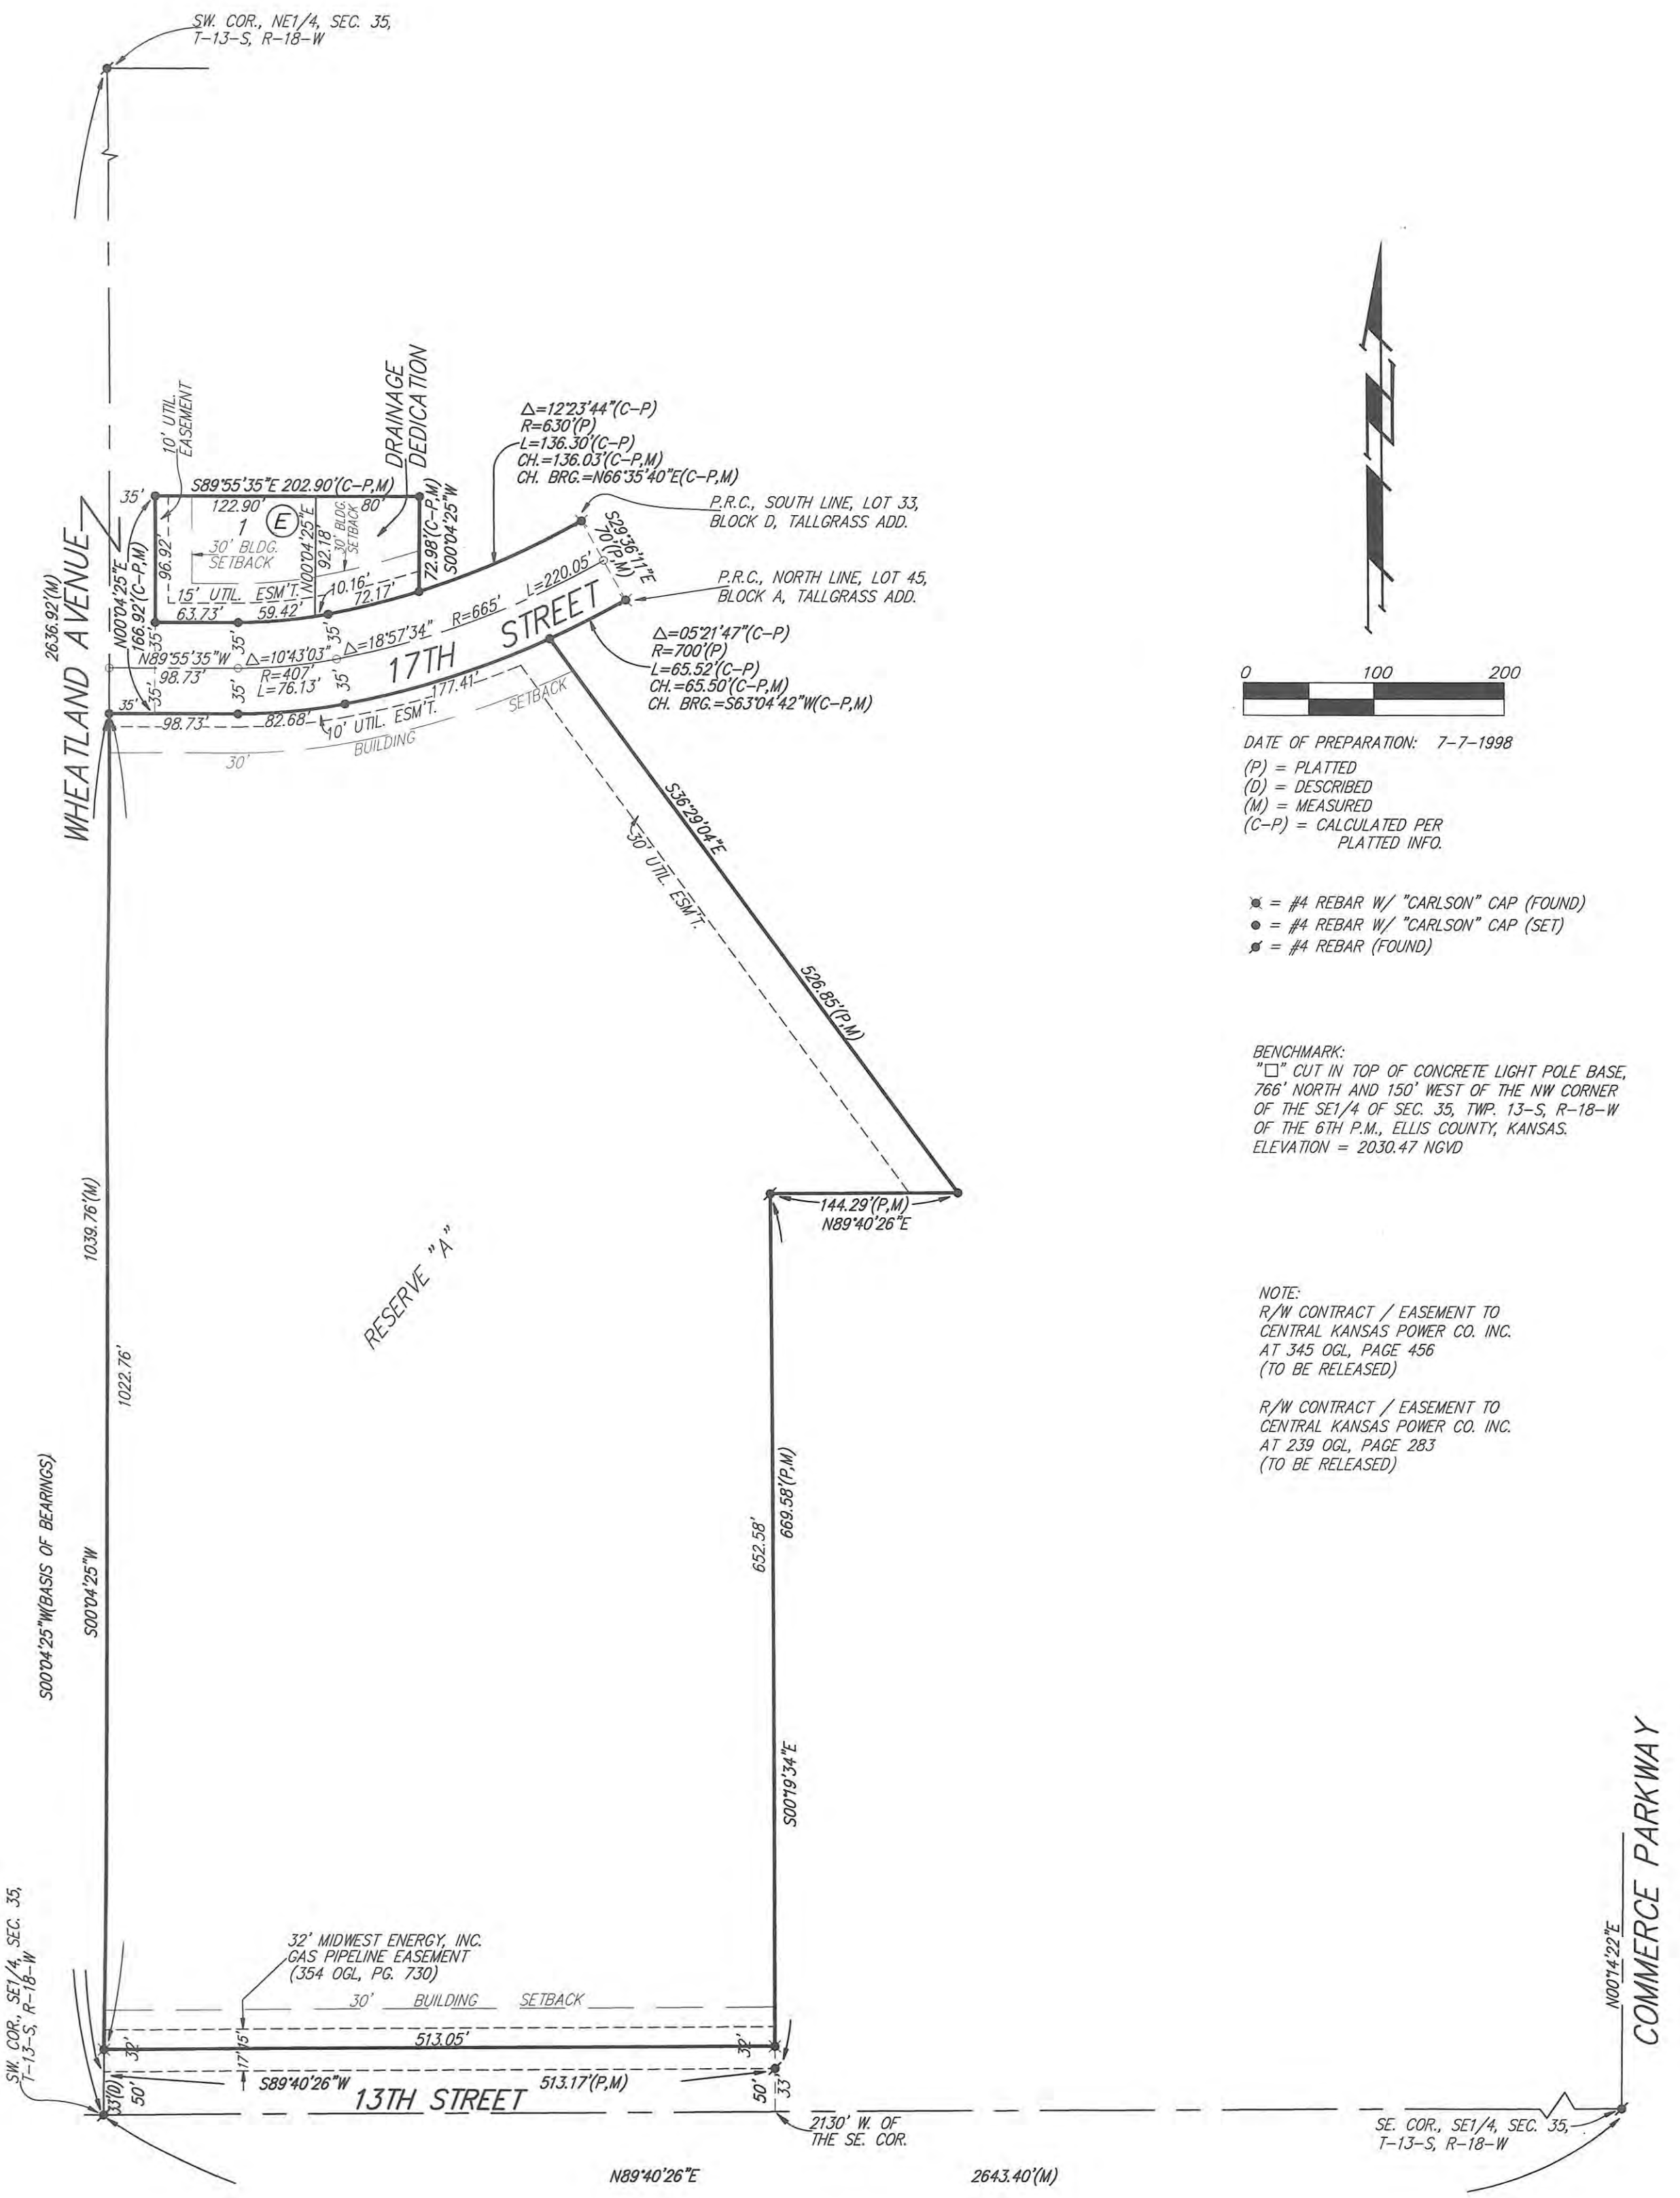 SW. COR., NE1/4, SEC. 35,
T-13-S, R-18-W
2636.92'(M)
WHEATLAND AVENUE
10' UTIL.
EASEMENT
DRAINAGE
DEDICATION
△=12°23'44"(C-P)
R=630'(P)
L=136.30'(C-P)
CH.=136.03'(C-P,M)
CH. BRG.=N66°35'40"E(C-P,M)
P.R.C., SOUTH LINE, LOT 33,
BLOCK D, TALLGRASS ADD.
S29°36'11"E
70'(P,M)
P.R.C., NORTH LINE, LOT 45,
BLOCK A, TALLGRASS ADD.
△=05°21'47"(C-P)
R=700'(P)
L=65.52'(C-P)
CH.=65.50'(C-P,M)
CH. BRG.=S63°04'42"W(C-P,M)
35'
S89°55'35"E 202.90'(C-P,M)
122.90'
80'
1
E
30' BLDG.
SETBACK
30' BLDG.
SETBACK
N00°04'25"E
92.18'
72.98'(C-P,M)
S00°04'25"W
96.92'
N00°04'25"E
166.92'(C-P,M)
15' UTIL. ESM'T.
10.16'
63.73'
59.42'
72.17'
35'
35'
35'
L=220.05'
R=665'
△=18°57'34"
17TH STREET
N89°55'35"W
98.73'
△=10°43'03"
R=407'
L=76.13'
35'
35'
35'
35'
98.73'
82.68'
177.41'
10' UTIL. ESM'T.
30'
BUILDING
SETBACK
S36°29'04"E
30' UTIL. ESM'T.
526.85'(P,M)
144.29'(P,M)
N89°40'26"E
0 100 200
DATE OF PREPARATION: 7-7-1998
(P) = PLATTED
(D) = DESCRIBED
(M) = MEASURED
(C-P) = CALCULATED PER
PLATTED INFO.
= #4 REBAR W/ "CARLSON" CAP (FOUND)
= #4 REBAR W/ "CARLSON" CAP (SET)
= #4 REBAR (FOUND)
BENCHMARK:
"□" CUT IN TOP OF CONCRETE LIGHT POLE BASE,
766' NORTH AND 150' WEST OF THE NW CORNER
OF THE SE1/4 OF SEC. 35, TWP. 13-S, R-18-W
OF THE 6TH P.M., ELLIS COUNTY, KANSAS.
ELEVATION = 2030.47 NGVD
NOTE:
R/W CONTRACT / EASEMENT TO
CENTRAL KANSAS POWER CO. INC.
AT 345 OGL, PAGE 456
(TO BE RELEASED)
R/W CONTRACT / EASEMENT TO
CENTRAL KANSAS POWER CO. INC.
AT 239 OGL, PAGE 283
(TO BE RELEASED)
1039.76'(M)
1022.76'
RESERVE "A"
S00°04'25"W(BASIS OF BEARINGS)
S00°04'25"W
652.58'
669.58'(P,M)
S00°19'34"E
32' MIDWEST ENERGY, INC.
GAS PIPELINE EASEMENT
(354 OGL, PG. 730)
30' BUILDING SETBACK
32'
17'
15'
513.05'
32'
SW. COR., SE1/4, SEC. 35,
T-13-S, R-18-W
33'(D)
50'
S89°40'26"W
513.17'(P,M)
50'
33'
13TH STREET
2130' W. OF
THE SE. COR.
N89°40'26"E
2643.40'(M)
SE. COR., SE1/4, SEC. 35,
T-13-S, R-18-W
N00°14'22"E
COMMERCE PARKWAY